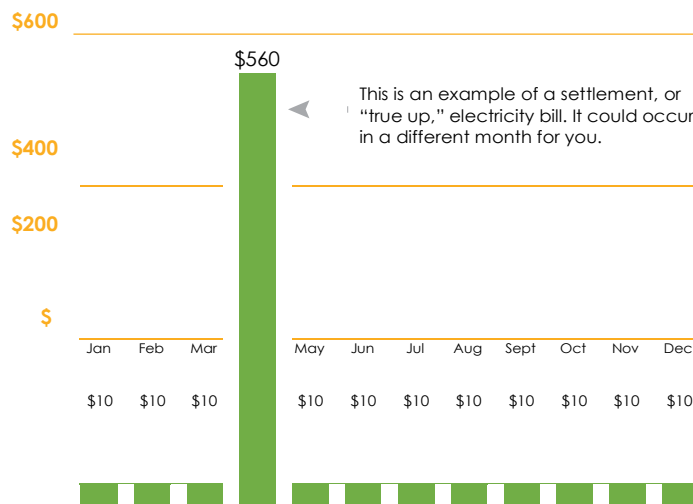 $600
$560
This is an example of a settlement, or
“true up,” electricity bill. It could occur
in a different month for you.
$400
$200
$
Jan Feb Mar May Jun Jul Aug Sept Oct Nov Dec
$10 $10 $10 $10 $10 $10 $10 $10 $10 $10 $10